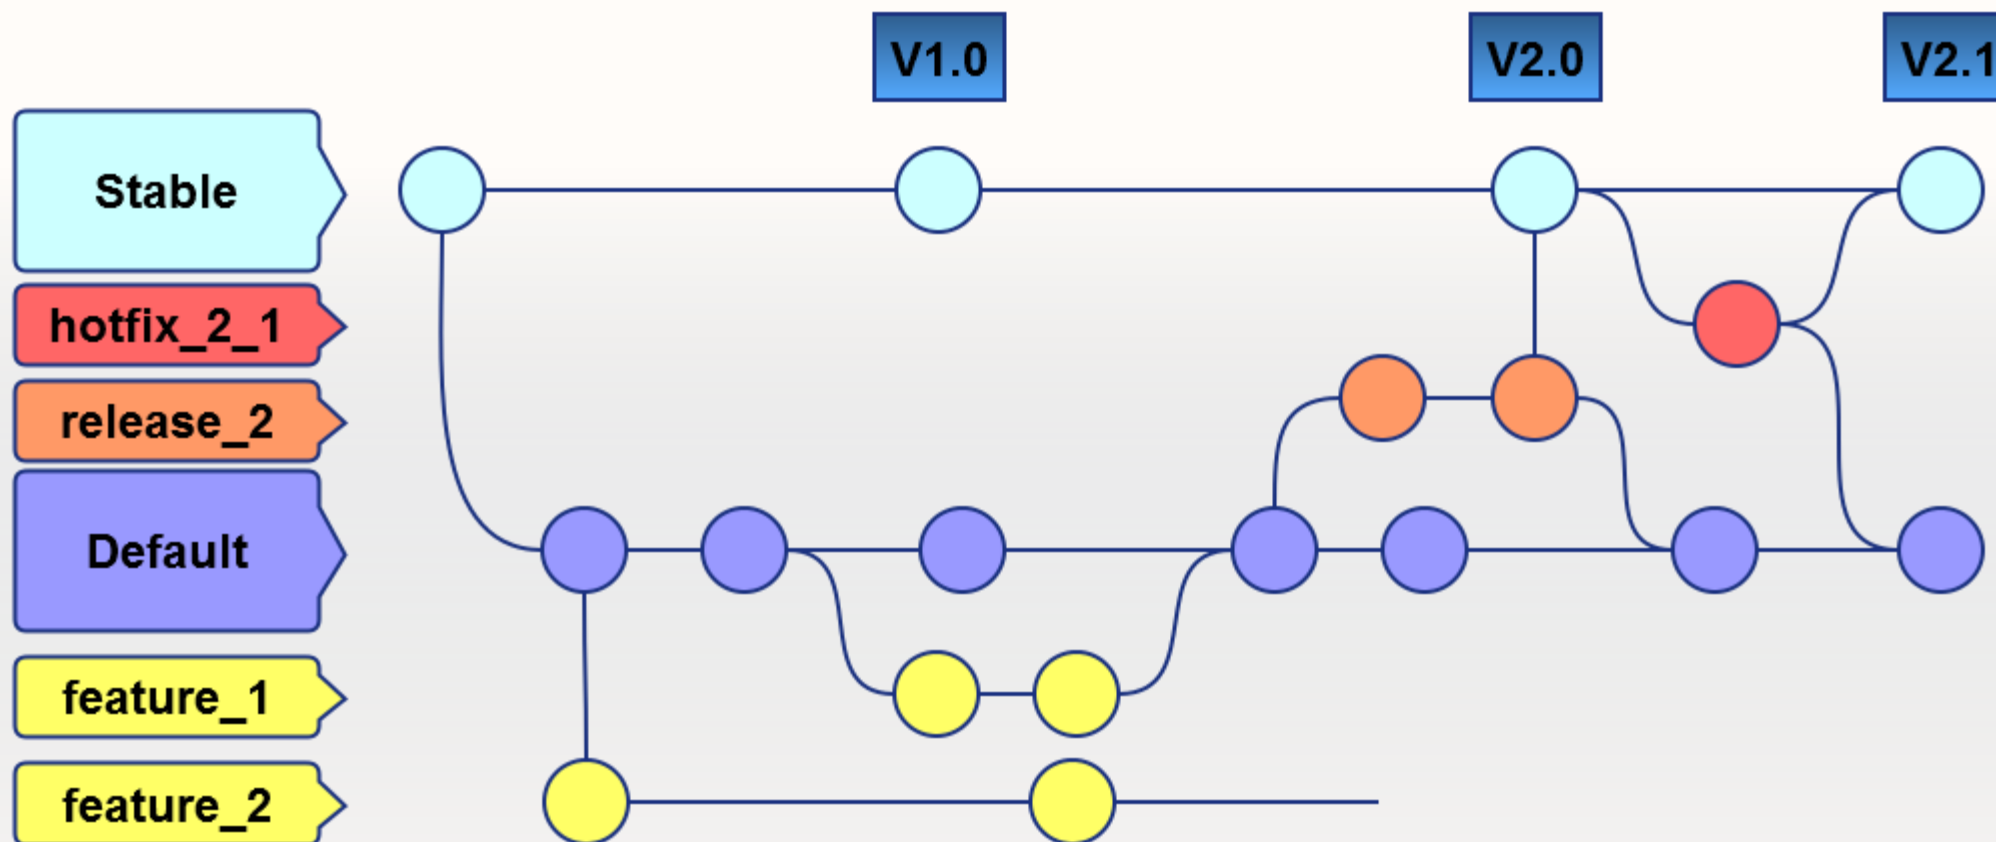 V1.0
V2.0
V2.1
Stable
hotfix_2_1
release_2
Default
feature_1
feature_2